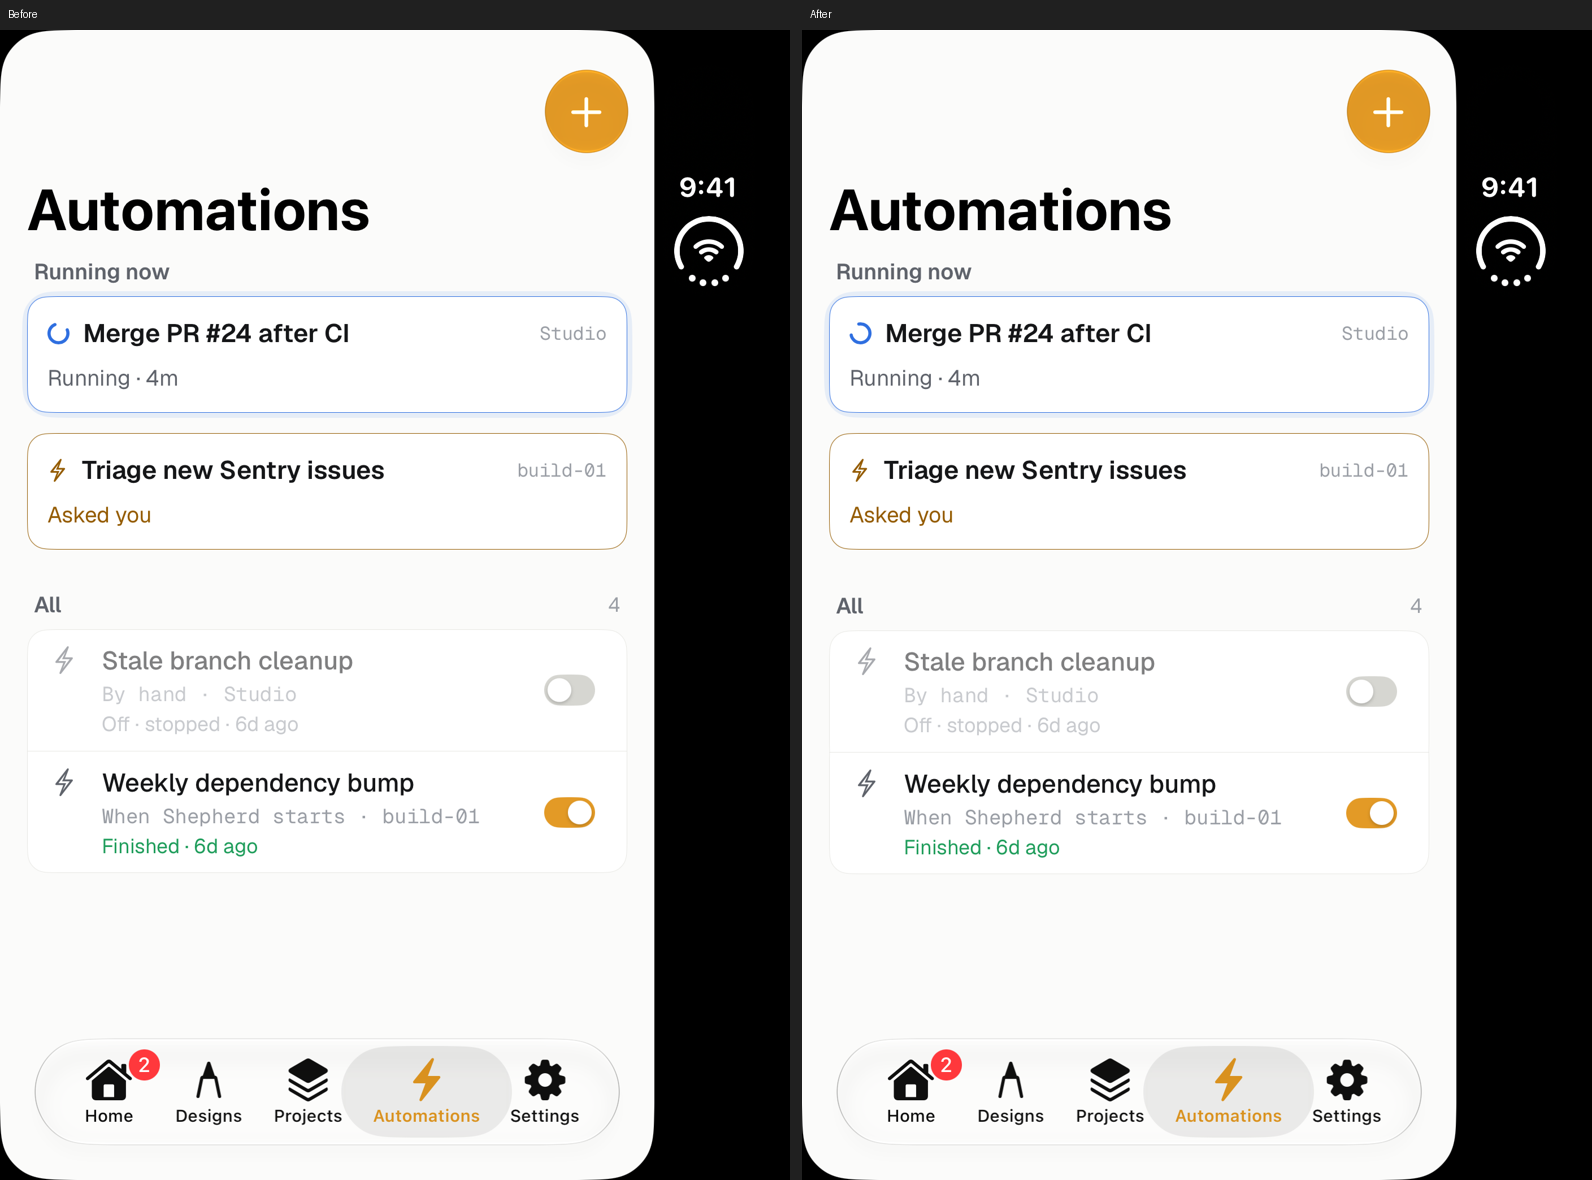 Before
Automations
9:41
Running now
Merge PR #24 after CI
Studio
Running · 4m
Triage new Sentry issues
build-01
Asked you
All
4
Stale branch cleanup
By hand · Studio
Off · stopped · 6d ago
Weekly dependency bump
When Shepherd starts · build-01
Finished · 6d ago
2
Home
Designs
Projects
Automations
Settings
After
Automations
9:41
Running now
Merge PR #24 after CI
Studio
Running · 4m
Triage new Sentry issues
build-01
Asked you
All
4
Stale branch cleanup
By hand · Studio
Off · stopped · 6d ago
Weekly dependency bump
When Shepherd starts · build-01
Finished · 6d ago
2
Home
Designs
Projects
Automations
Settings